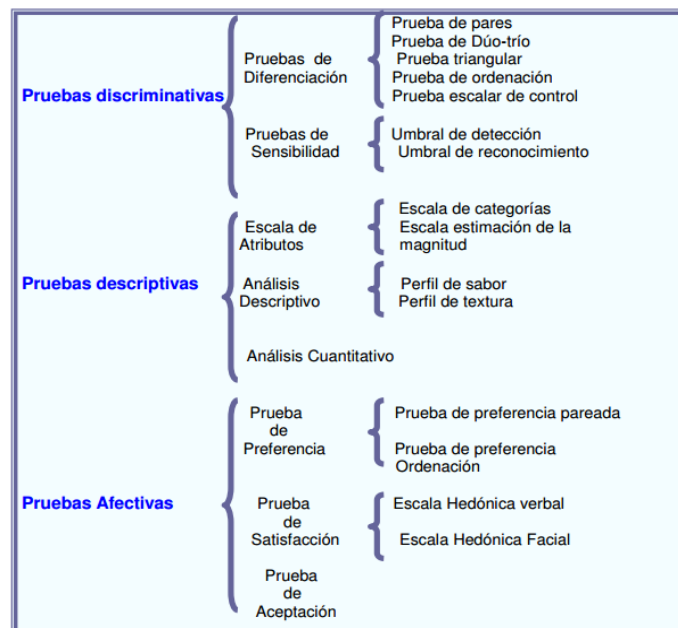 Pruebas discriminativas
Pruebas de
Diferenciación
Prueba de pares
Prueba de Dúo-trío
Prueba triangular
Prueba de ordenación
Prueba escalar de control
Pruebas de
Sensibilidad
Umbral de detección
Umbral de reconocimiento
Pruebas descriptivas
Escala de
Atributos
Escala de categorías
Escala estimación de la
magnitud
Análisis
Descriptivo
Perfil de sabor
Perfil de textura
Análisis Cuantitativo
Pruebas Afectivas
Prueba
de
Preferencia
Prueba de preferencia pareada
Prueba de preferencia
Ordenación
Prueba
de
Satisfacción
Escala Hedónica verbal
Escala Hedónica Facial
Prueba
de
Aceptación